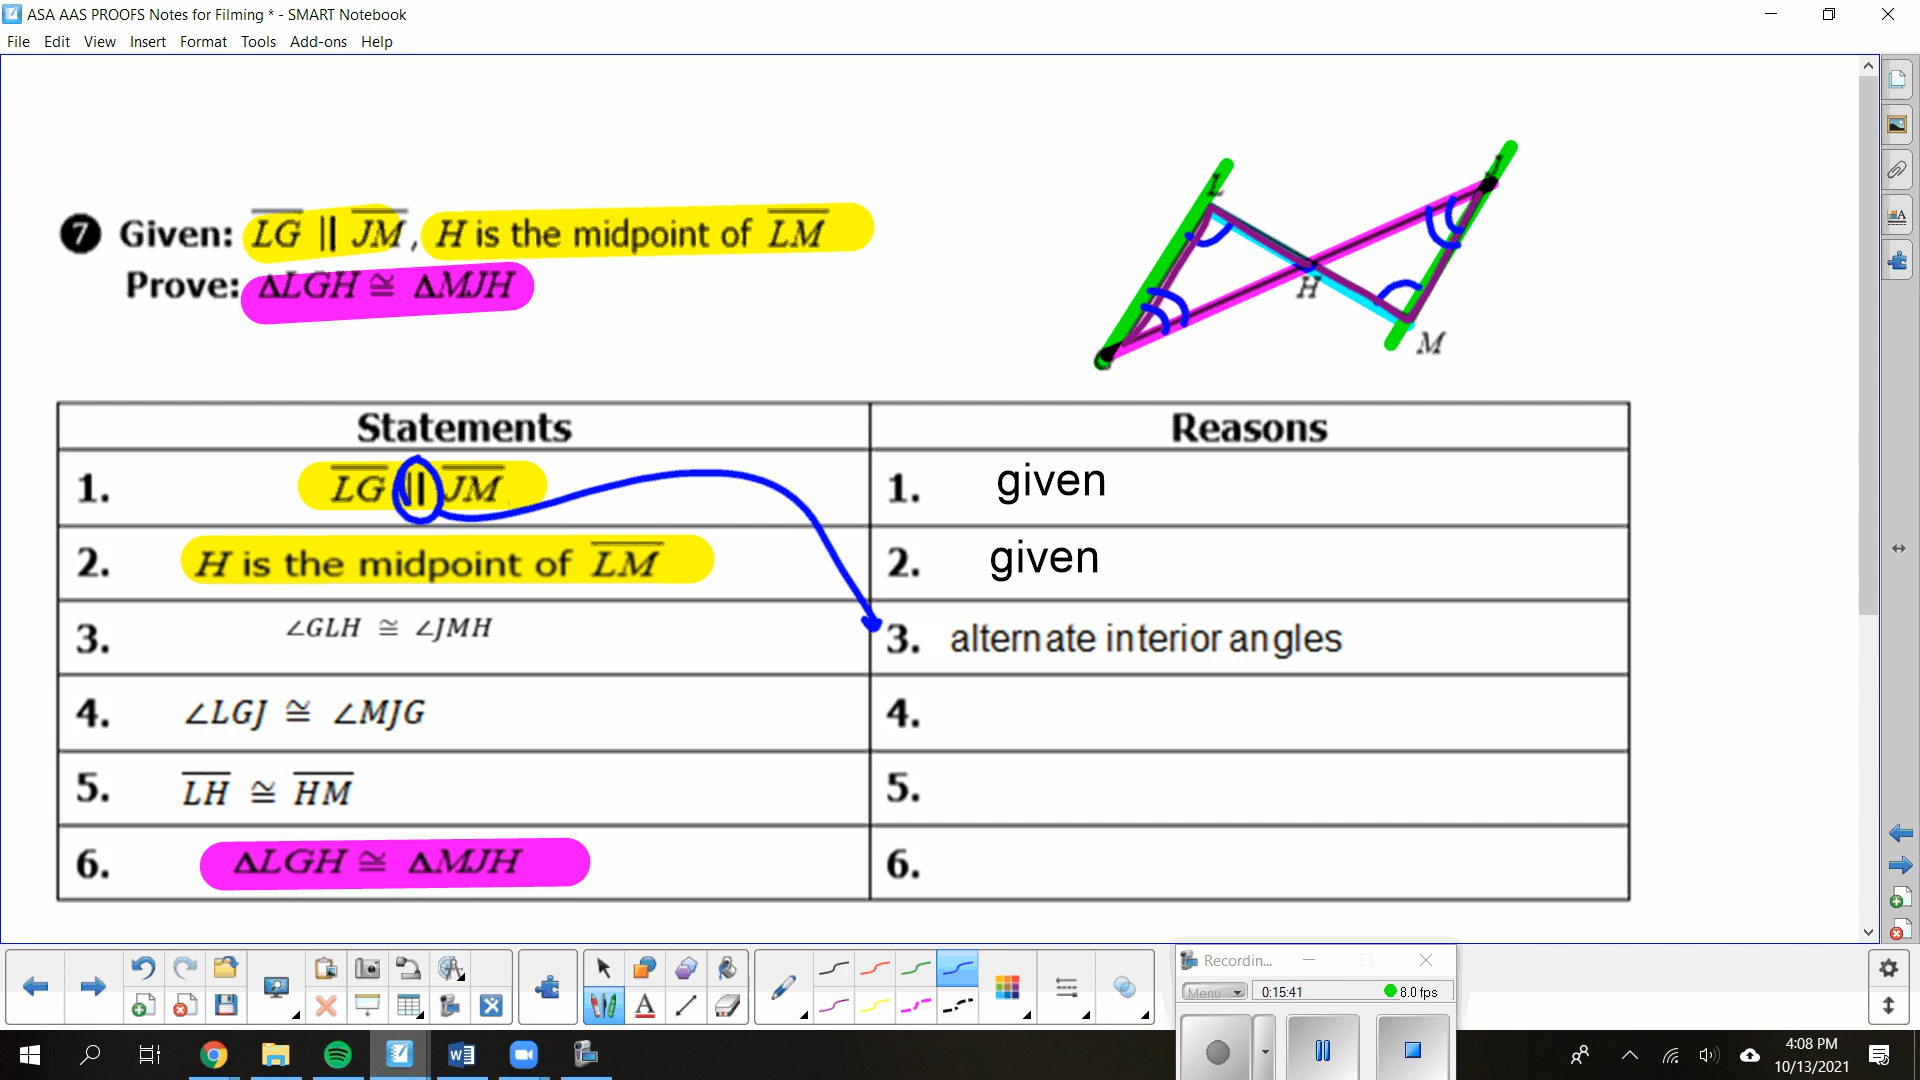 ASA AAS PROOFS Notes for Filming * - SMART Notebook
File Edit View Insert Format Tools Add-ons Help
7 Given: LG || JM, H is the midpoint of LM
Prove: ΔLGH ≅ ΔMJH
L
J
H
M
Statements Reasons
1. LG || JM 1. given
2. H is the midpoint of LM 2. given
3. ∠GLH ≅ ∠JMH 3. alternate interior angles
4. ∠LGJ ≅ ∠MJG 4.
5. LH ≅ HM 5.
6. ΔLGH ≅ ΔMJH 6.
Recordin...
Menu 0:15:41 8.0 fps
4:08 PM
10/13/2021